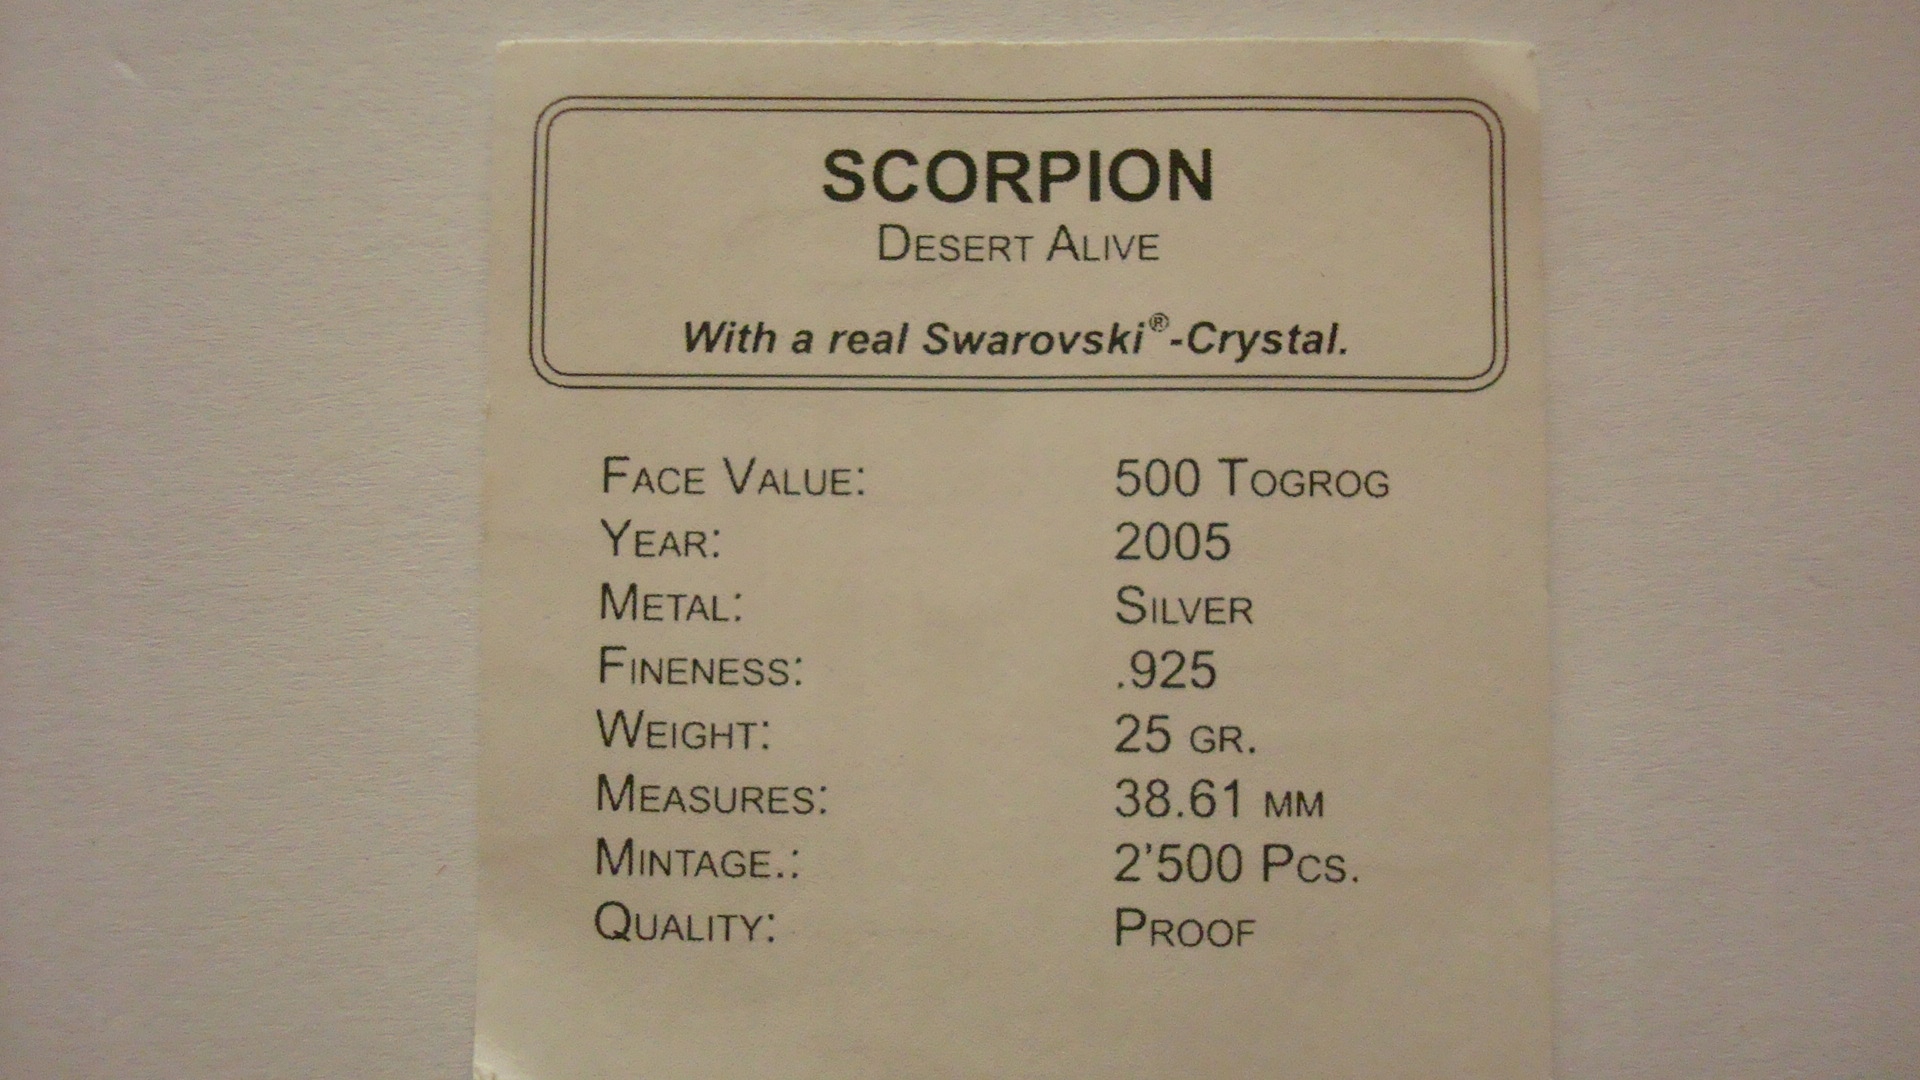 SCORPION
DESERT ALIVE
With a real Swarovski®-Crystal.
FACE VALUE: 500 TOGROG
YEAR: 2005
METAL: SILVER
FINENESS: .925
WEIGHT: 25 GR.
MEASURES: 38.61 MM
MINTAGE.: 2'500 PCS.
QUALITY: PROOF